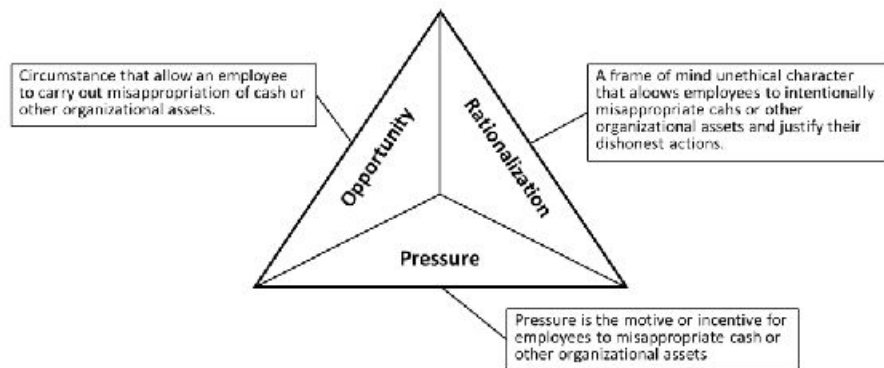 Circumstance that allow an employee
to carry out misappropriation of cash or
other organizational assets.
A frame of mind unethical character
that aloows employees to intentionally
misappropriate cahs or other
organizational assets and justify their
dishonest actions.
Opportunity
Rationalization
Pressure
Pressure is the motive or incentive for
employees to misappropriate cash or
other organizational assets